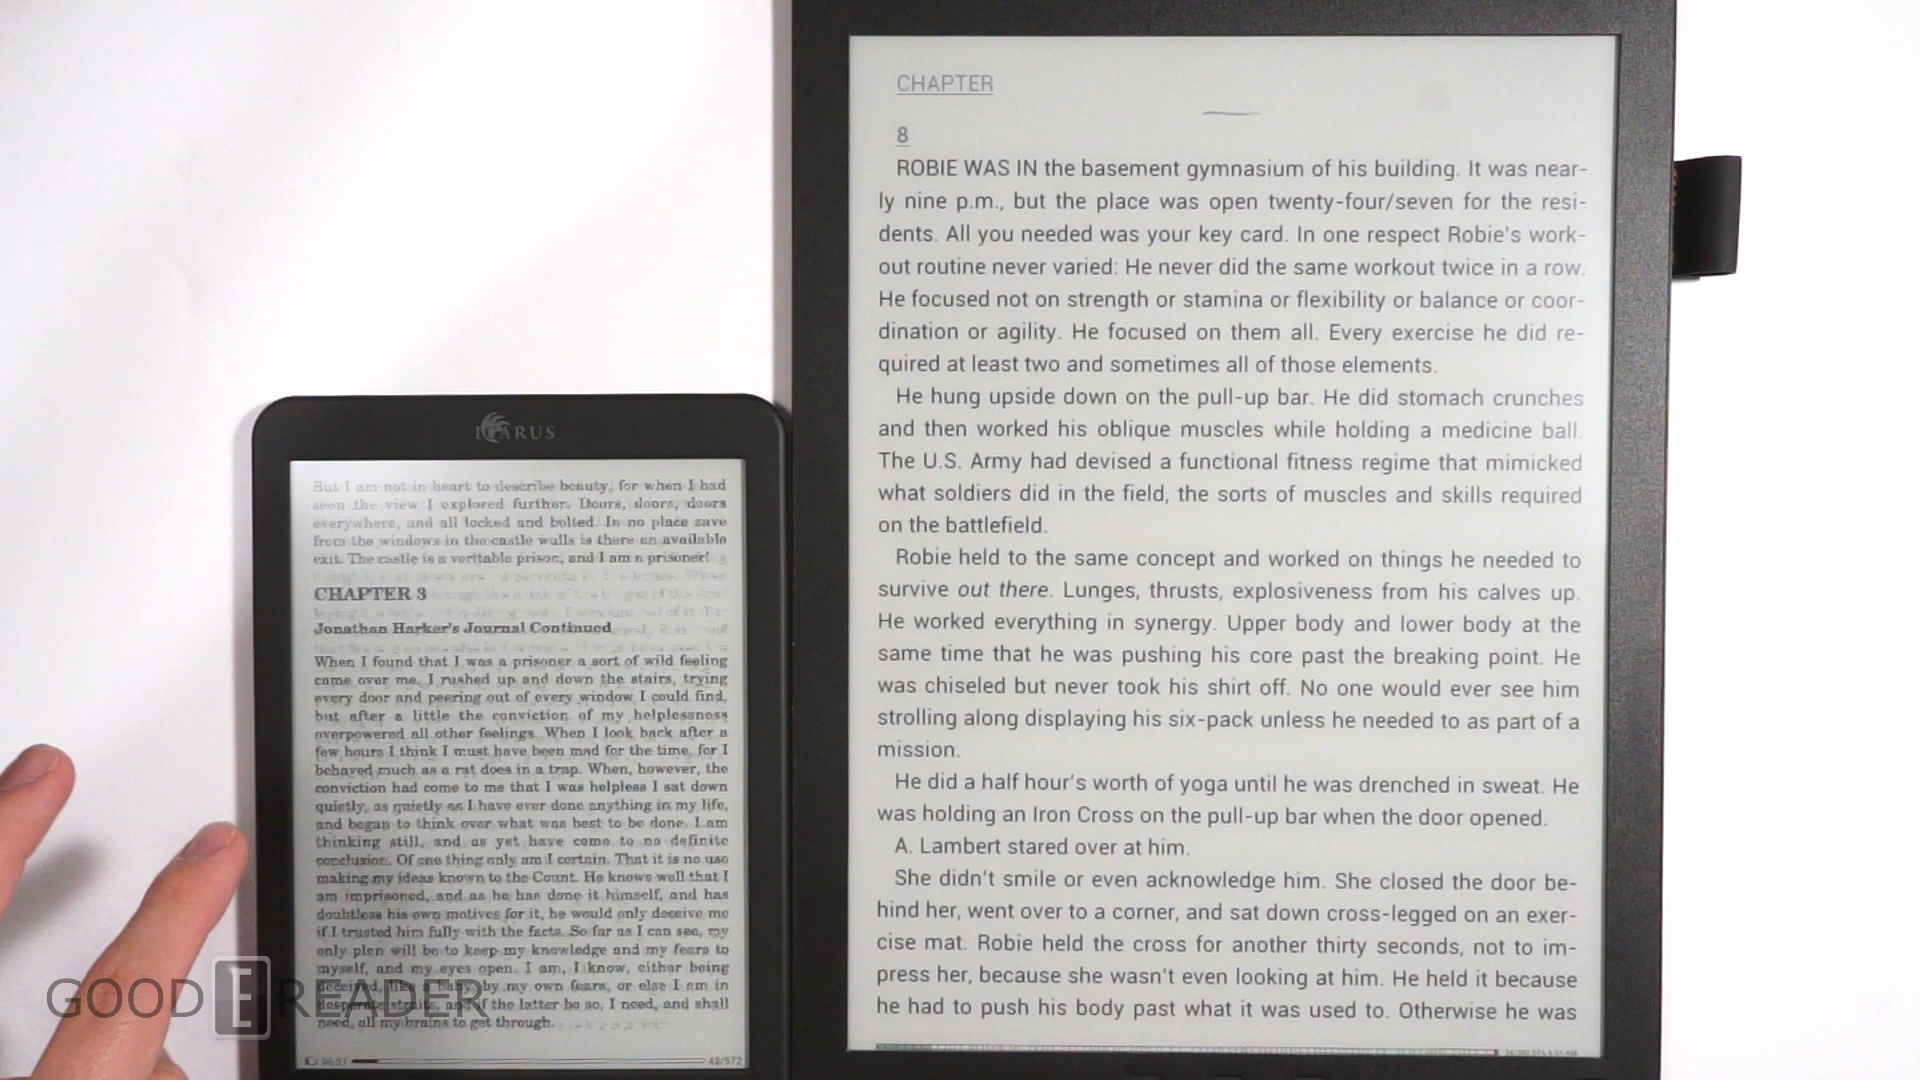 ICARUS
But I am not in heart to describe beauty, for when I had
seen the view I explored further. Doors, doors, doors
everywhere, and all locked and bolted. In no place save
from the windows in the castle walls is there an available
exit. The castle is a veritable prison, and I am a prisoner!
CHAPTER 3
Jonathan Harker's Journal Continued
When I found that I was a prisoner a sort of wild feeling
came over me. I rushed up and down the stairs, trying
every door and peering out of every window I could find,
but after a little the conviction of my helplessness
overpowered all other feelings. When I look back after a
few hours I think I must have been mad for the time, for I
behaved much as a rat does in a trap. When, however, the
conviction had come to me that I was helpless I sat down
quietly, as quietly as I have ever done anything in my life,
and began to think over what was best to be done. I am
thinking still, and as yet have come to no definite
conclusion. Of one thing only am I certain. That it is no use
making my ideas known to the Count. He knows well that I
am imprisoned, and as he has done it himself, and has
doubtless his own motives for it, he would only deceive me
if I trusted him fully with the facts. So far as I can see, my
only plan will be to keep my knowledge and my fears to
myself, and my eyes open. I am, I know, either being
deceived, like a baby, by my own fears, or else I am in
desperate straits, and if the latter be so, I need, and shall
need, all my brains to get through.
06:51
43/572
GOOD E READER
CHAPTER
8
ROBIE WAS IN the basement gymnasium of his building. It was near-
ly nine p.m., but the place was open twenty-four/seven for the resi-
dents. All you needed was your key card. In one respect Robie's work-
out routine never varied: He never did the same workout twice in a row.
He focused not on strength or stamina or flexibility or balance or coor-
dination or agility. He focused on them all. Every exercise he did re-
quired at least two and sometimes all of those elements.
He hung upside down on the pull-up bar. He did stomach crunches
and then worked his oblique muscles while holding a medicine ball.
The U.S. Army had devised a functional fitness regime that mimicked
what soldiers did in the field, the sorts of muscles and skills required
on the battlefield.
Robie held to the same concept and worked on things he needed to
survive out there. Lunges, thrusts, explosiveness from his calves up.
He worked everything in synergy. Upper body and lower body at the
same time that he was pushing his core past the breaking point. He
was chiseled but never took his shirt off. No one would ever see him
strolling along displaying his six-pack unless he needed to as part of a
mission.
He did a half hour's worth of yoga until he was drenched in sweat. He
was holding an Iron Cross on the pull-up bar when the door opened.
A. Lambert stared over at him.
She didn't smile or even acknowledge him. She closed the door be-
hind her, went over to a corner, and sat down cross-legged on an exer-
cise mat. Robie held the cross for another thirty seconds, not to im-
press her, because she wasn't even looking at him. He held it because
he had to push his body past what it was used to. Otherwise he was